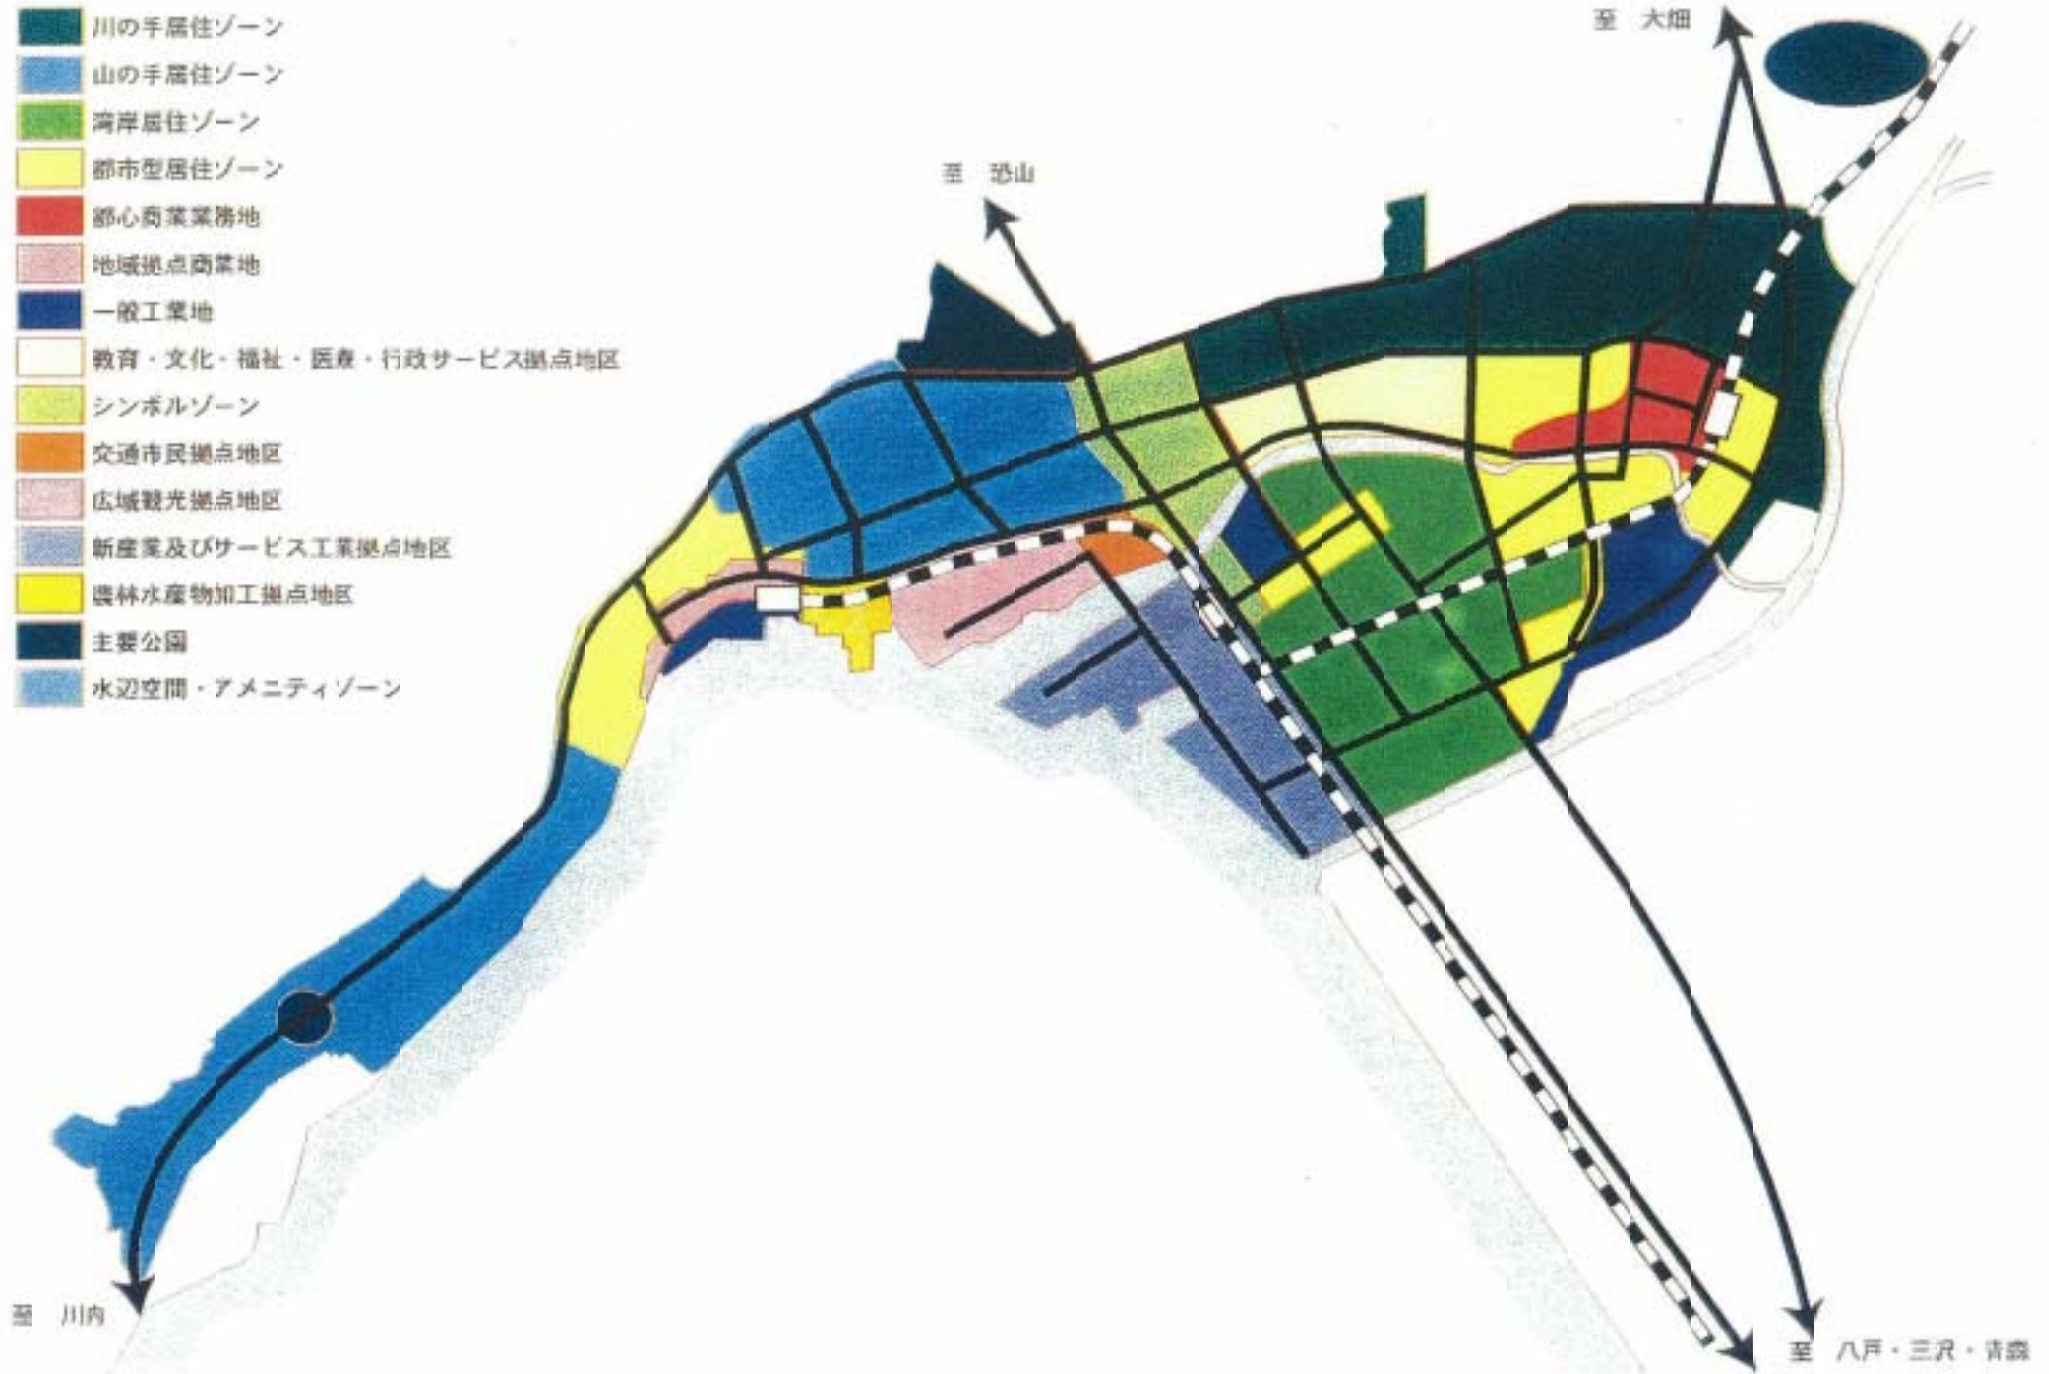 川の手居住ゾーン
山の手居住ゾーン
湾岸居住ゾーン
都市型居住ゾーン
都心商業業務地
地域拠点商業地
一般工業地
教育・文化・福祉・医療・行政サービス拠点地区
シンボルゾーン
交通市民拠点地区
広域観光拠点地区
新産業及びサービス工業拠点地区
農林水産物加工拠点地区
主要公園
水辺空間・アメニティゾーン
至 大畑
至 恐山
至 川内
至 八戸・三沢・青森